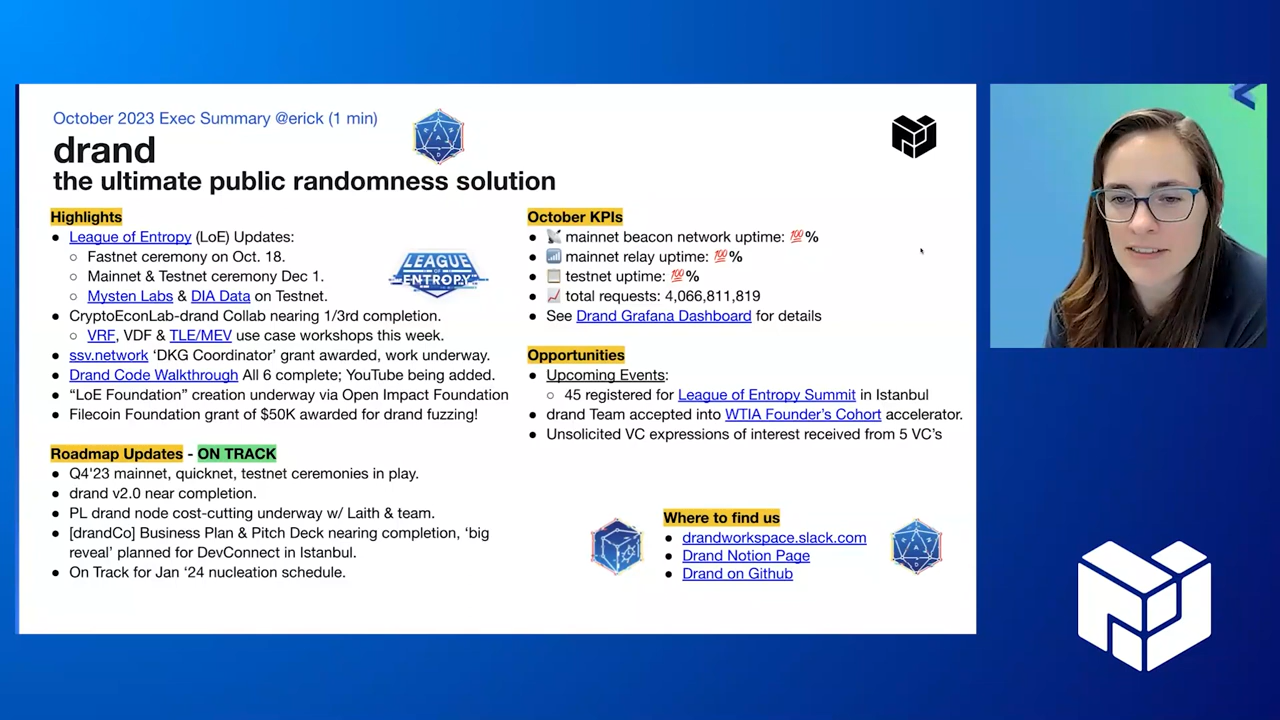 October 2023 Exec Summary @erick (1 min)
drand
the ultimate public randomness solution
Highlights
● League of Entropy (LoE) Updates:
○ Fastnet ceremony on Oct. 18.
○ Mainnet & Testnet ceremony Dec 1.
○ Mysten Labs & DIA Data on Testnet.
● CryptoEconLab-drand Collab nearing 1/3rd completion.
○ VRF, VDF & TLE/MEV use case workshops this week.
● ssv.network ‘DKG Coordinator’ grant awarded, work underway.
● Drand Code Walkthrough All 6 complete; YouTube being added.
● “LoE Foundation” creation underway via Open Impact Foundation
● Filecoin Foundation grant of $50K awarded for drand fuzzing!
LEAGUE
OF
ENTROPY
Roadmap Updates - ON TRACK
● Q4'23 mainnet, quicknet, testnet ceremonies in play.
● drand v2.0 near completion.
● PL drand node cost-cutting underway w/ Laith & team.
● [drandCo] Business Plan & Pitch Deck nearing completion, ‘big
reveal’ planned for DevConnect in Istanbul.
● On Track for Jan ‘24 nucleation schedule.
October KPIs
● 📡 mainnet beacon network uptime: 💯%
● 📶 mainnet relay uptime: 💯%
● 📋 testnet uptime: 💯%
● 📈 total requests: 4,066,811,819
● See Drand Grafana Dashboard for details
Opportunities
● Upcoming Events:
○ 45 registered for League of Entropy Summit in Istanbul
● drand Team accepted into WTIA Founder’s Cohort accelerator.
● Unsolicited VC expressions of interest received from 5 VC’s
Where to find us
● drandworkspace.slack.com
● Drand Notion Page
● Drand on Github